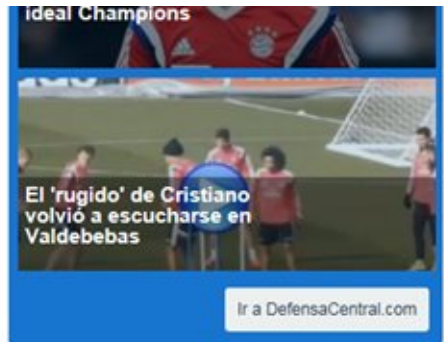 ideal Champions
El 'rugido' de Cristiano
volvió a escucharse en
Valdebebas
Ir a DefensaCentral.com